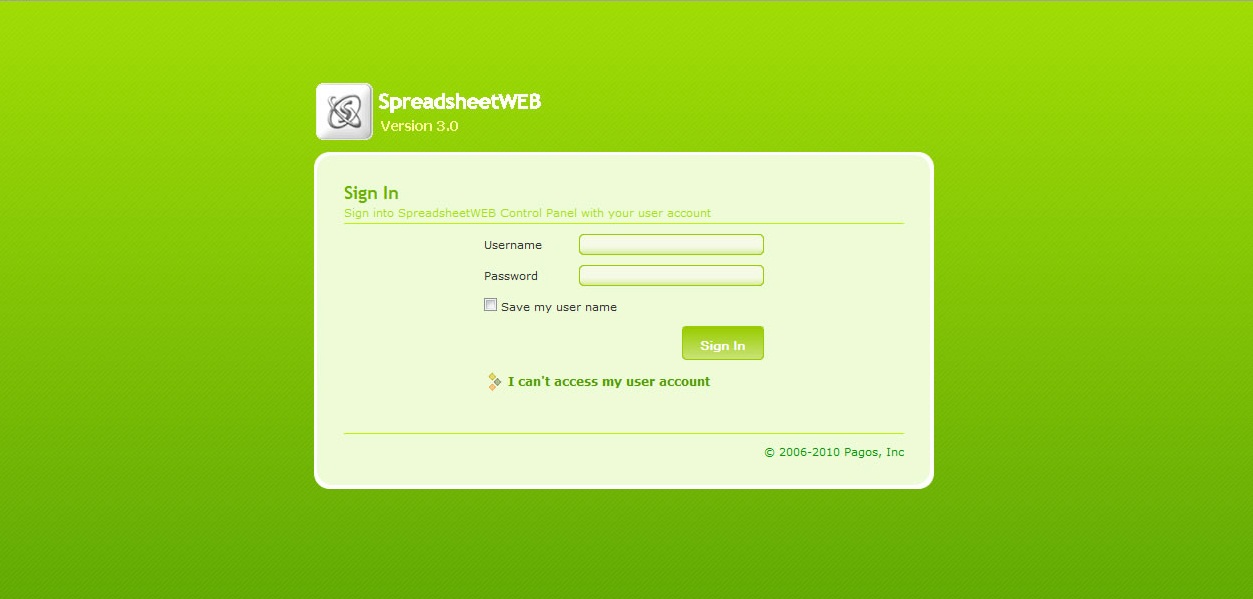 SpreadsheetWEB
Version 3.0
Sign In
Sign into SpreadsheetWEB Control Panel with your user account
Username
Password
Save my user name
Sign In
I can't access my user account
© 2006-2010 Pagos, Inc